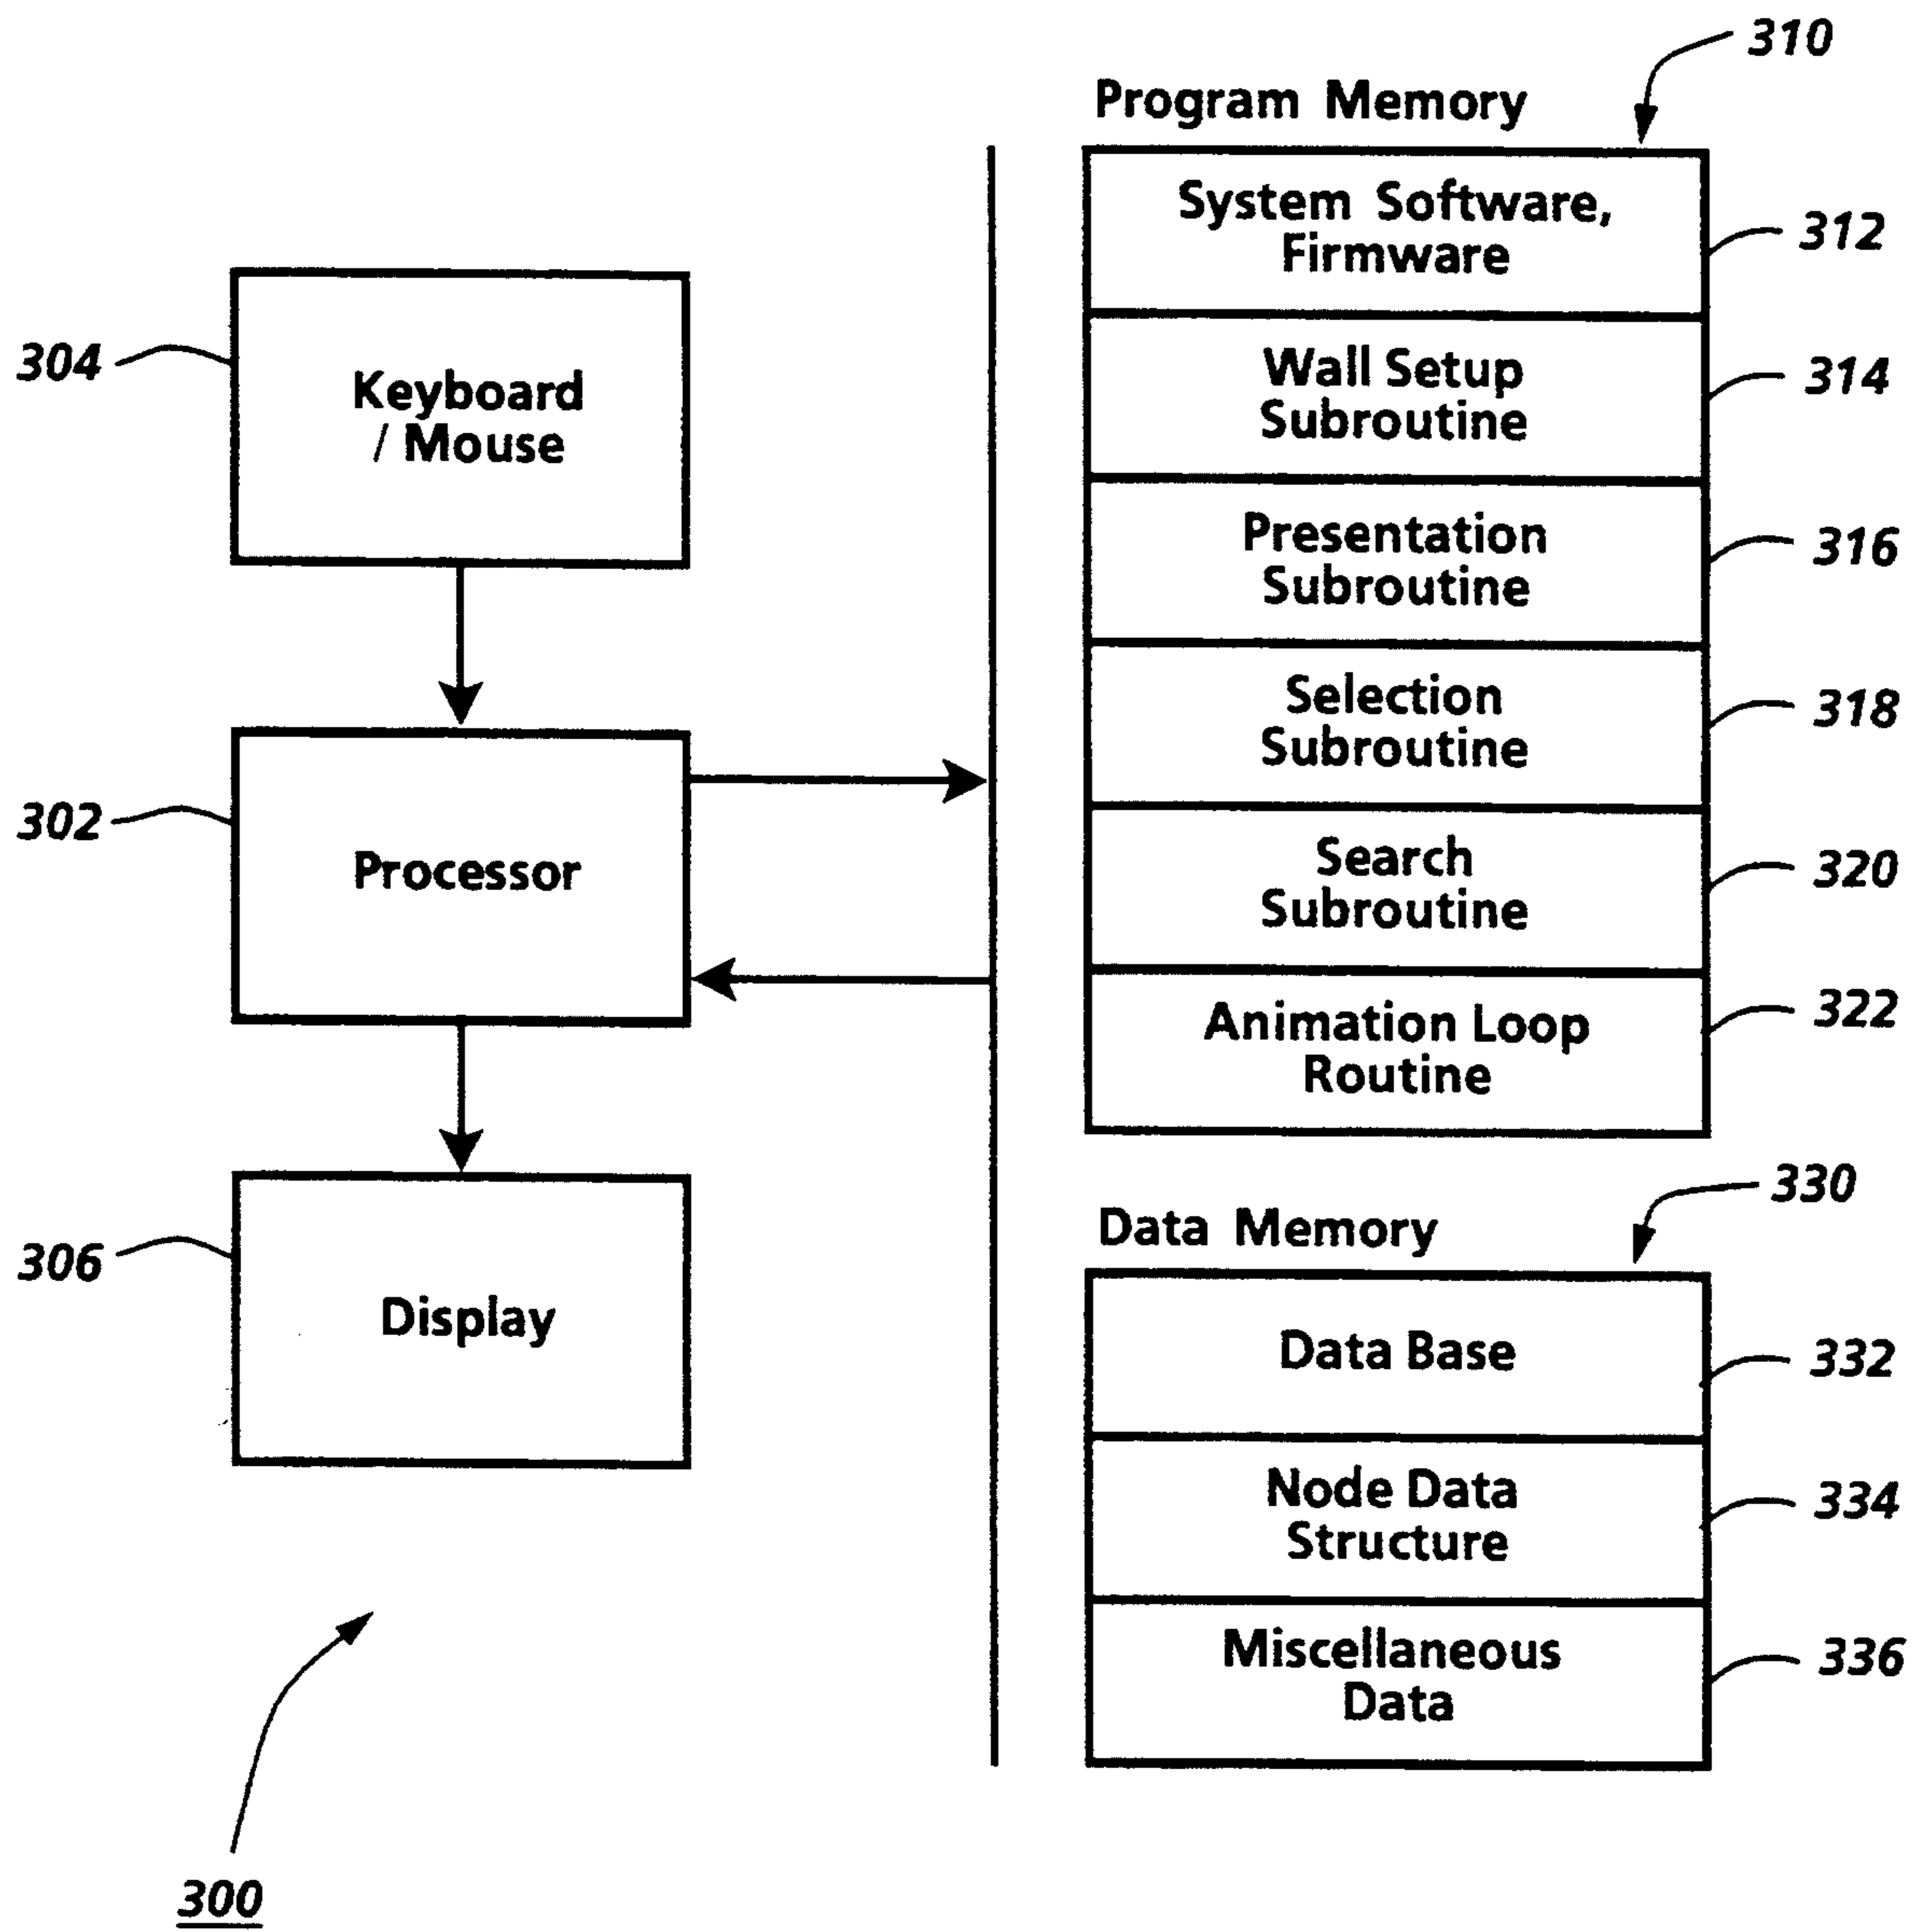 310
Program Memory
System Software,
Firmware
312
304
Keyboard
/ Mouse
Wall Setup
Subroutine
314
Presentation
Subroutine
316
Selection
Subroutine
318
302
Processor
Search
Subroutine
320
Animation Loop
Routine
322
330
Data Memory
306
Display
Data Base
332
Node Data
Structure
334
Miscellaneous
Data
336
300